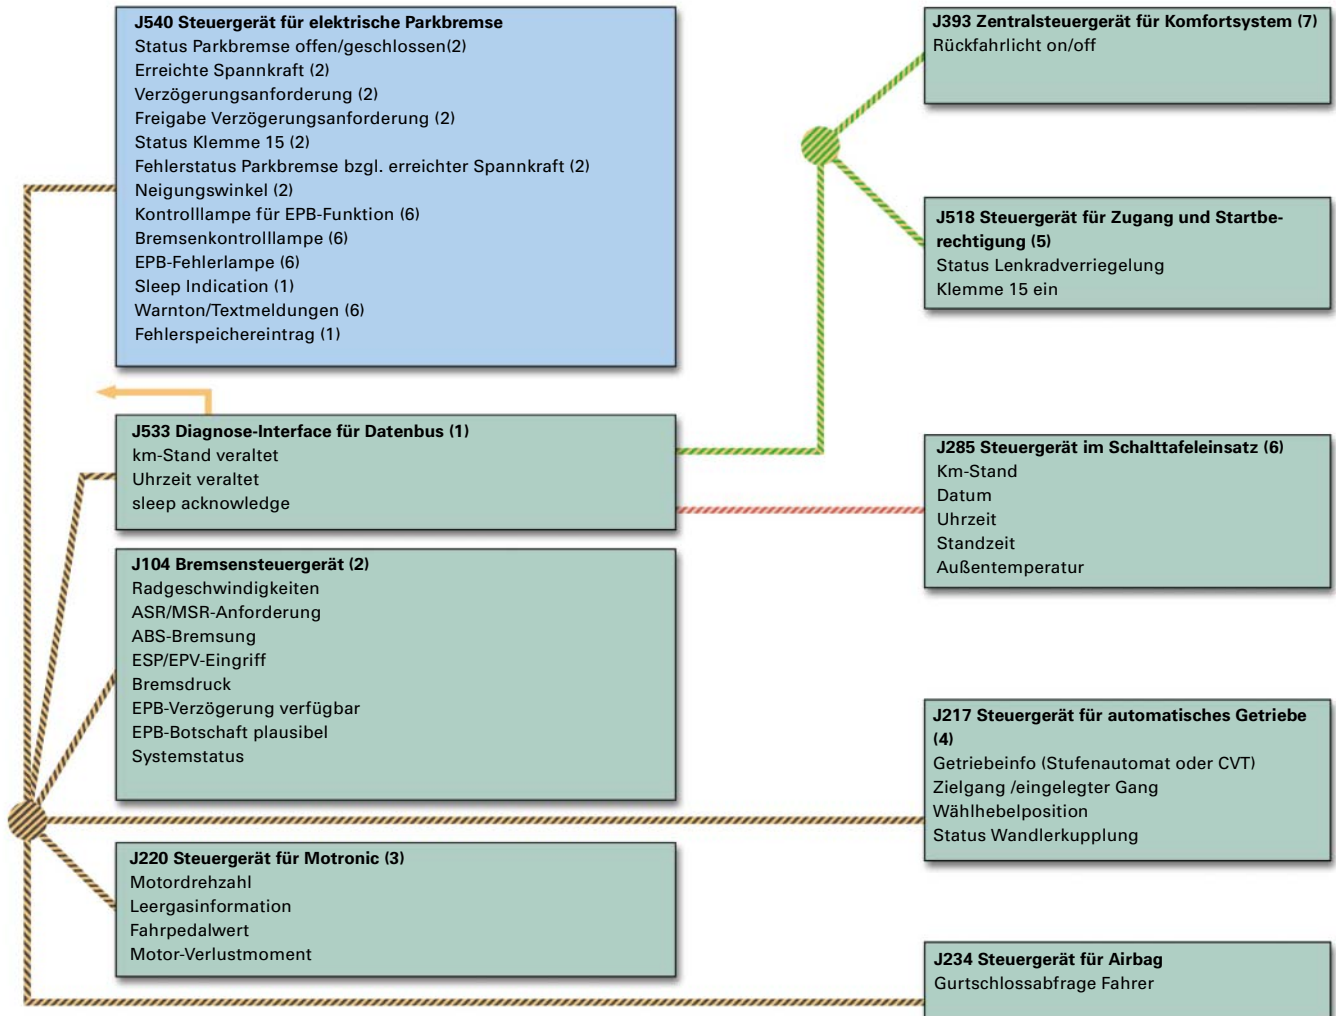 J540 Steuergerät für elektrische Parkbremse
Status Parkbremse offen/geschlossen(2)
Erreichte Spannkraft (2)
Verzögerungsanforderung (2)
Freigabe Verzögerungsanforderung (2)
Status Klemme 15 (2)
Fehlerstatus Parkbremse bzgl. erreichter Spannkraft (2)
Neigungswinkel (2)
Kontrolllampe für EPB-Funktion (6)
Bremsenkontrolllampe (6)
EPB-Fehlerlampe (6)
Sleep Indication (1)
Warnton/Textmeldungen (6)
Fehlerspeichereintrag (1)
J533 Diagnose-Interface für Datenbus (1)
km-Stand veraltet
Uhrzeit veraltet
sleep acknowledge
J104 Bremsensteuergerät (2)
Radgeschwindigkeiten
ASR/MSR-Anforderung
ABS-Bremsung
ESP/EPV-Eingriff
Bremsdruck
EPB-Verzögerung verfügbar
EPB-Botschaft plausibel
Systemstatus
J220 Steuergerät für Motronic (3)
Motordrehzahl
Leergasinformation
Fahrpedalwert
Motor-Verlustmoment
J393 Zentralsteuergerät für Komfortsystem (7)
Rückfahrlicht on/off
J518 Steuergerät für Zugang und Startbe-
rechtigung (5)
Status Lenkradverriegelung
Klemme 15 ein
J285 Steuergerät im Schalttafeleinsatz (6)
Km-Stand
Datum
Uhrzeit
Standzeit
Außentemperatur
J217 Steuergerät für automatisches Getriebe
(4)
Getriebeinfo (Stufenautomat oder CVT)
Zielgang /eingelegter Gang
Wählhebelposition
Status Wandlerkupplung
J234 Steuergerät für Airbag
Gurtschlossabfrage Fahrer